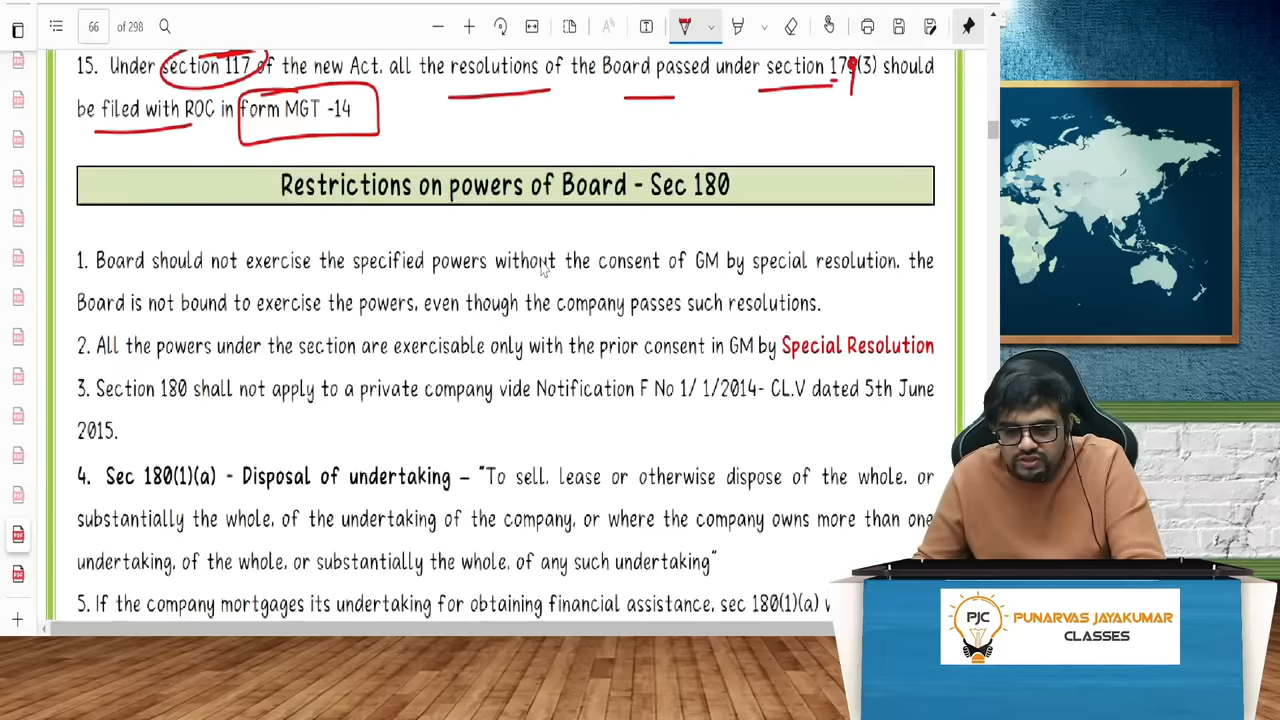 66 of 298
15. Under section 117 of the new Act, all the resolutions of the Board passed under section 179(3) should
be filed with ROC in form MGT -14
Restrictions on powers of Board - Sec 180
1. Board should not exercise the specified powers without the consent of GM by special resolution, the
Board is not bound to exercise the powers, even though the company passes such resolutions.
2. All the powers under the section are exercisable only with the prior consent in GM by Special Resolution
3. Section 180 shall not apply to a private company vide Notification F No 1/ 1/2014- CL.V dated 5th June
2015.
4. Sec 180(1)(a) - Disposal of undertaking – "To sell, lease or otherwise dispose of the whole, or
substantially the whole, of the undertaking of the company, or where the company owns more than one
undertaking, of the whole, or substantially the whole, of any such undertaking"
5. If the company mortgages its undertaking for obtaining financial assistance, sec 180(1)(a)
PJC
PUNARVAS JAYAKUMAR
CLASSES